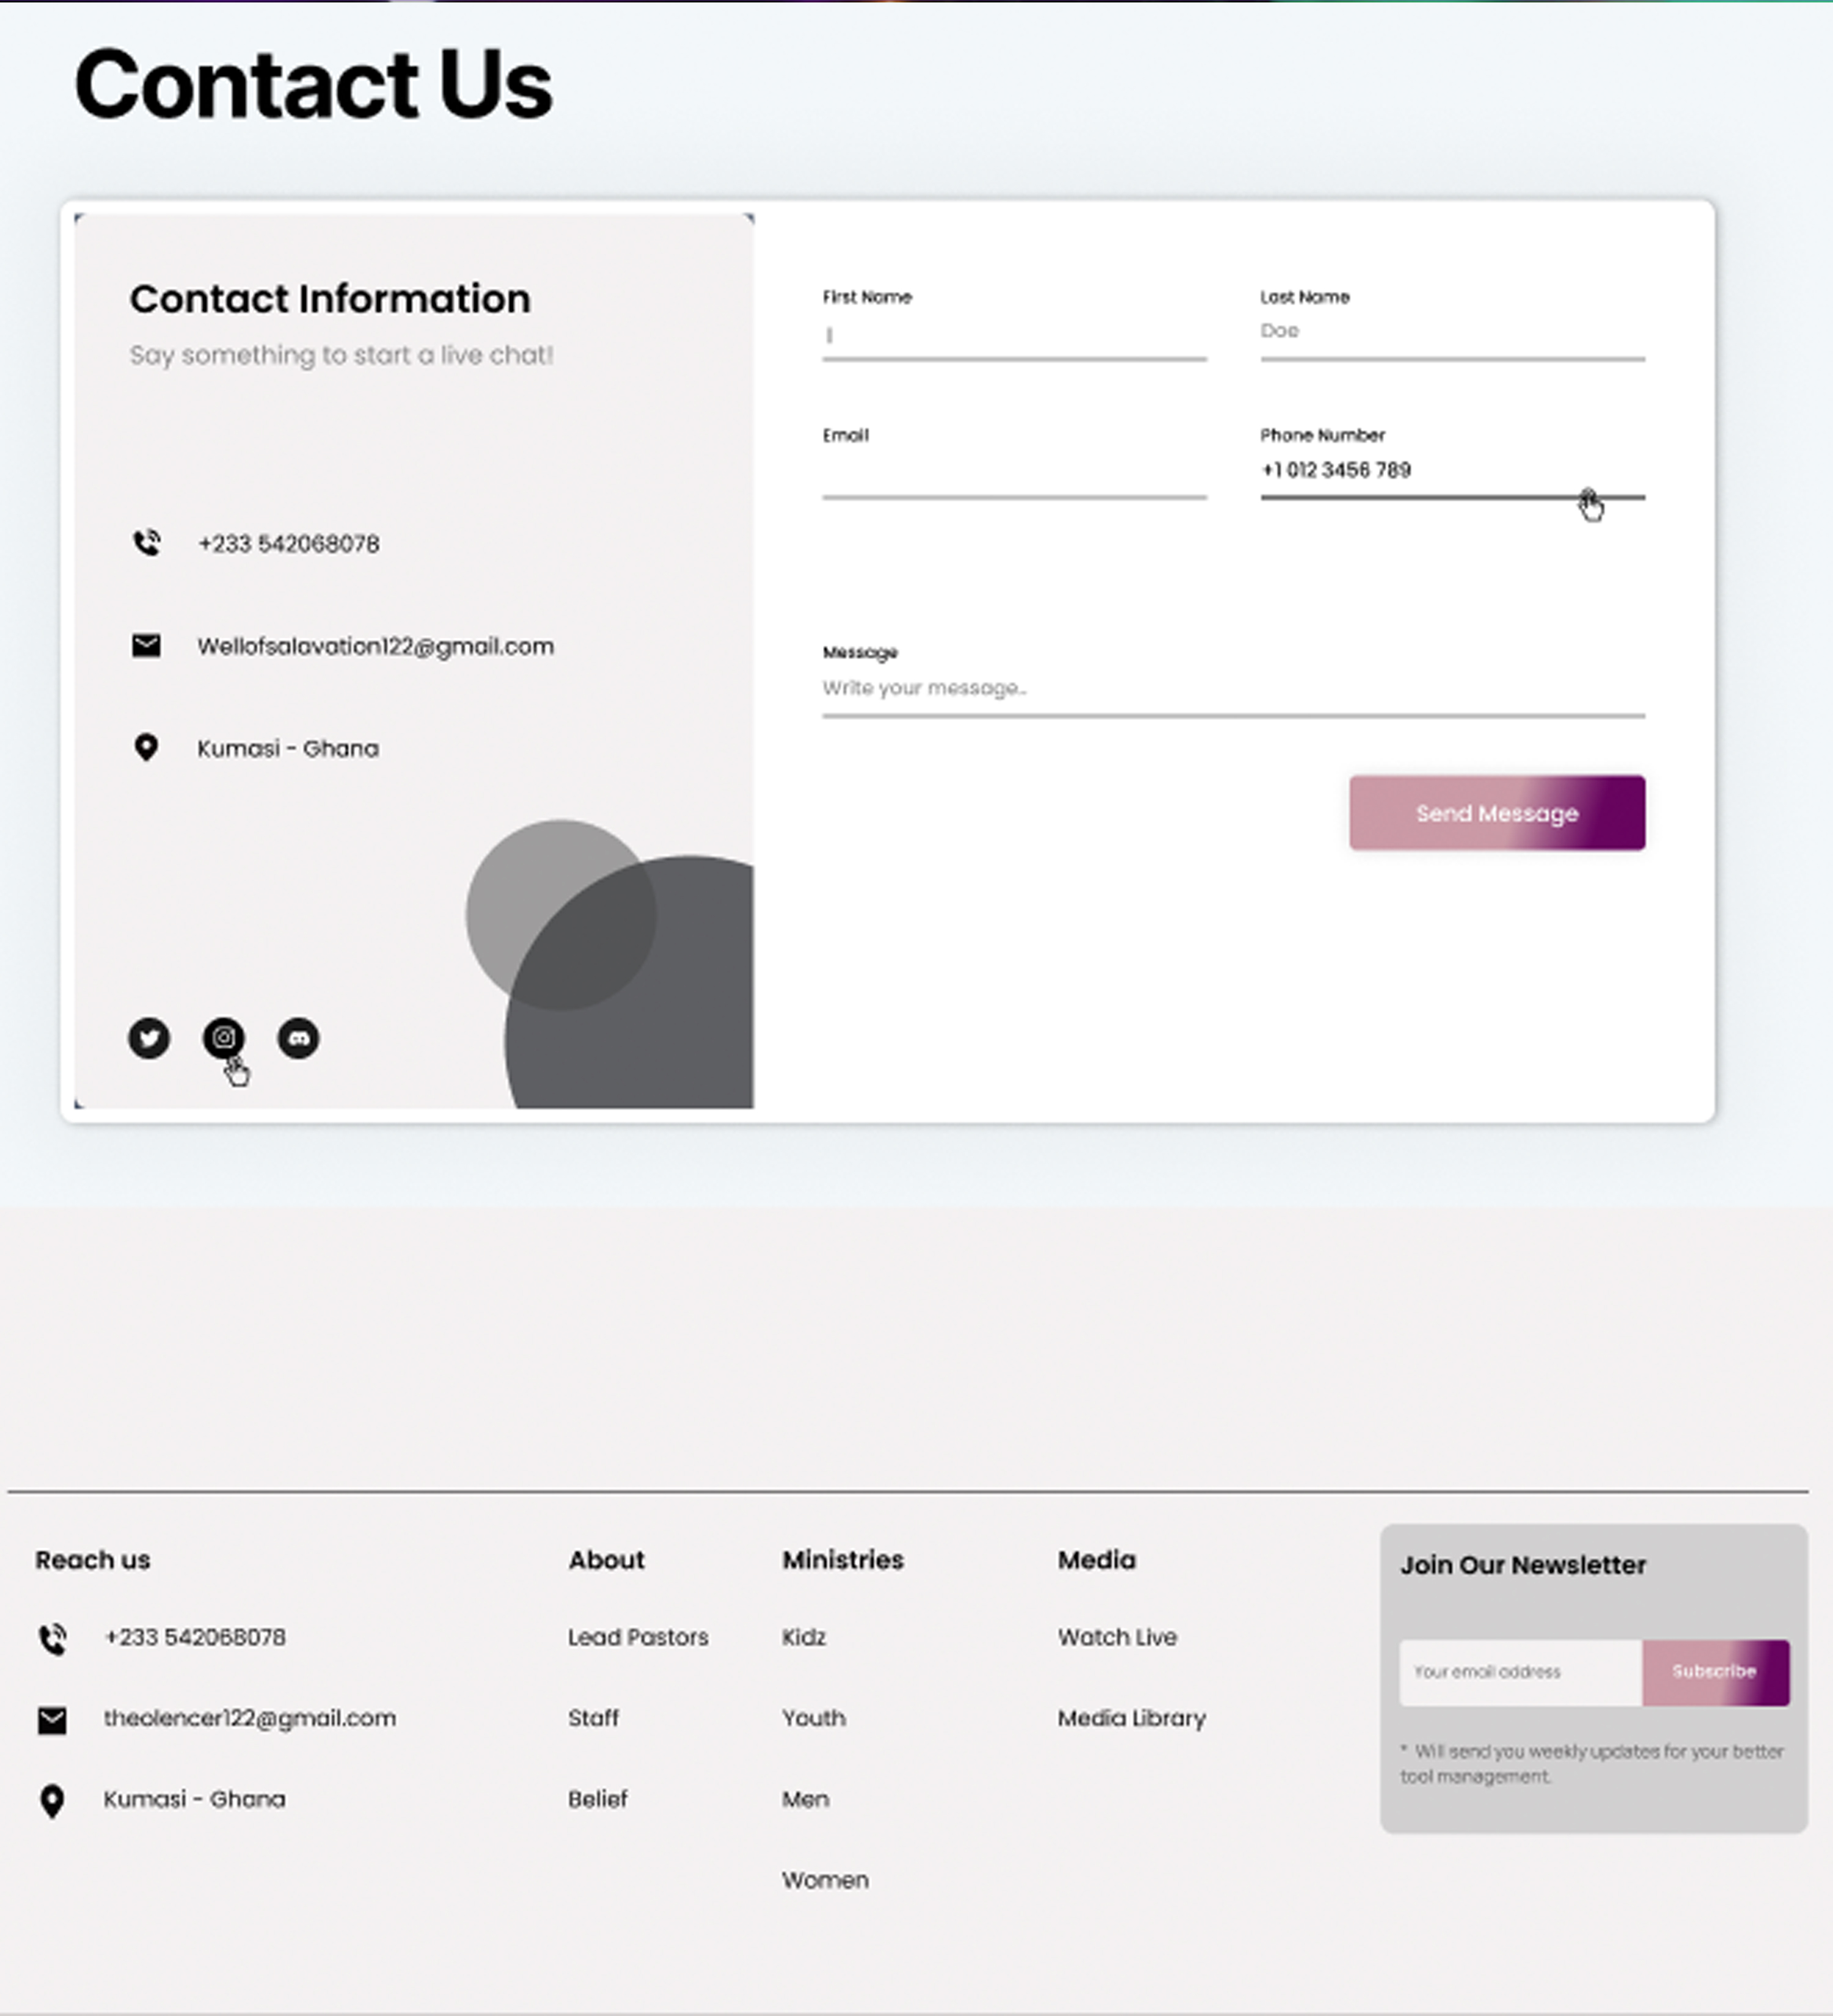 Contact Us
Contact Information
Say something to start a live chat!
+233 542068078
Wellofsalavation122@gmail.com
Kumasi - Ghana
First Name
Last Name
Doe
Email
Phone Number
+1 012 3456 789
Message
Write your message..
Send Message
Reach us
+233 542068078
theolencer122@gmail.com
Kumasi - Ghana
About
Lead Pastors
Staff
Belief
Ministries
Kidz
Youth
Men
Women
Media
Watch Live
Media Library
Join Our Newsletter
Your email address
Subscribe
* Will send you weekly updates for your better
tool management.